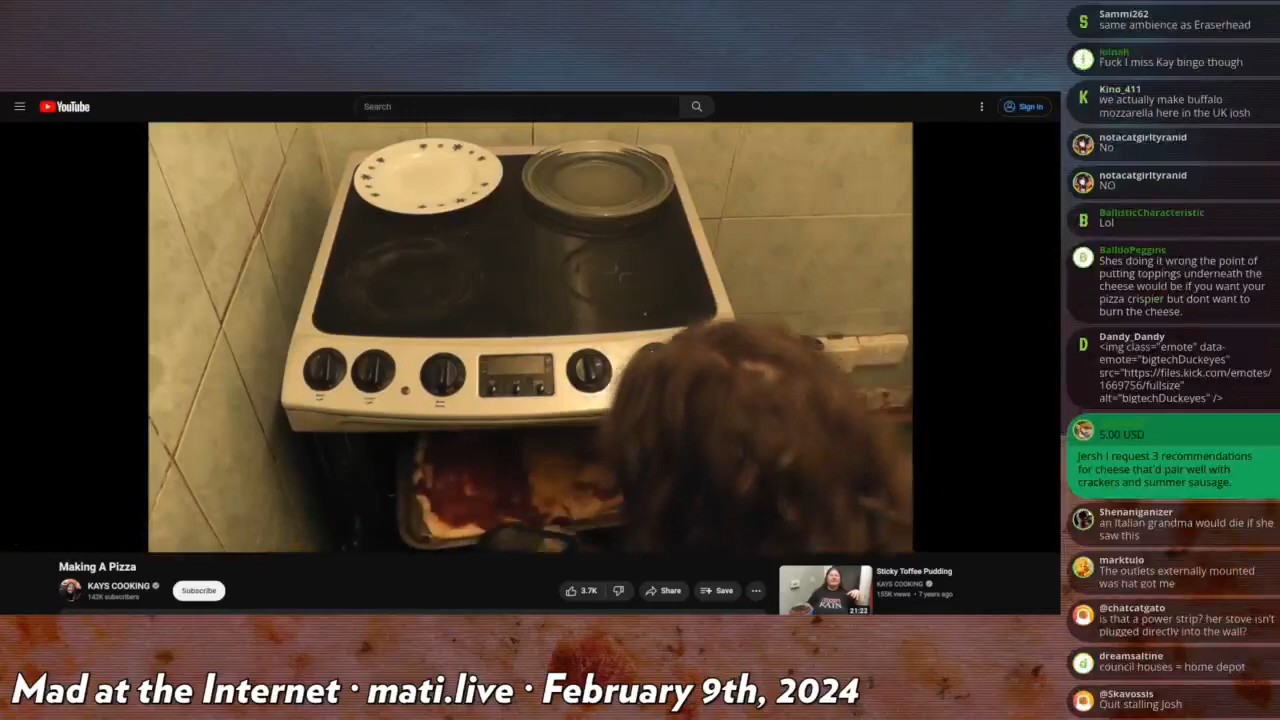 YouTube
Search
Sign in
Making A Pizza
KAYS COOKING
142K subscribers
Subscribe
3.7K
Share
Save
Sticky Toffee Pudding
KAYS COOKING
155K views • 7 years ago
21:22
Mad at the Internet · mati.live · February 9th, 2024
S
Sammi262
same ambience as Eraserhead
Fuck I miss Kay bingo though
K
Kino_411
we actually make buffalo
mozzarella here in the UK josh
notacatgirltyranid
No
notacatgirltyranid
NO
B
BallisticCharacteristic
Lol
BalldoPeggins
Shes doing it wrong the point of
putting toppings underneath the
cheese would be if you want your
pizza crispier but dont want to
burn the cheese.
D
Dandy_Dandy
<img class="emote" data-
emote="bigtechDuckeyes"
src="https://files.kick.com/emotes/
1669756/fullsize"
alt="bigtechDuckeyes" />
5.00 USD
Jersh I request 3 recommendations
for cheese that'd pair well with
crackers and summer sausage.
Shenaniganizer
an Italian grandma would die if she
saw this
marktulo
The outlets externally mounted
was hat got me
@chatcatgato
is that a power strip? her stove isn't
plugged directly into the wall?
d
dreamsaltine
council houses = home depot
@Skavossis
Quit stalling Josh